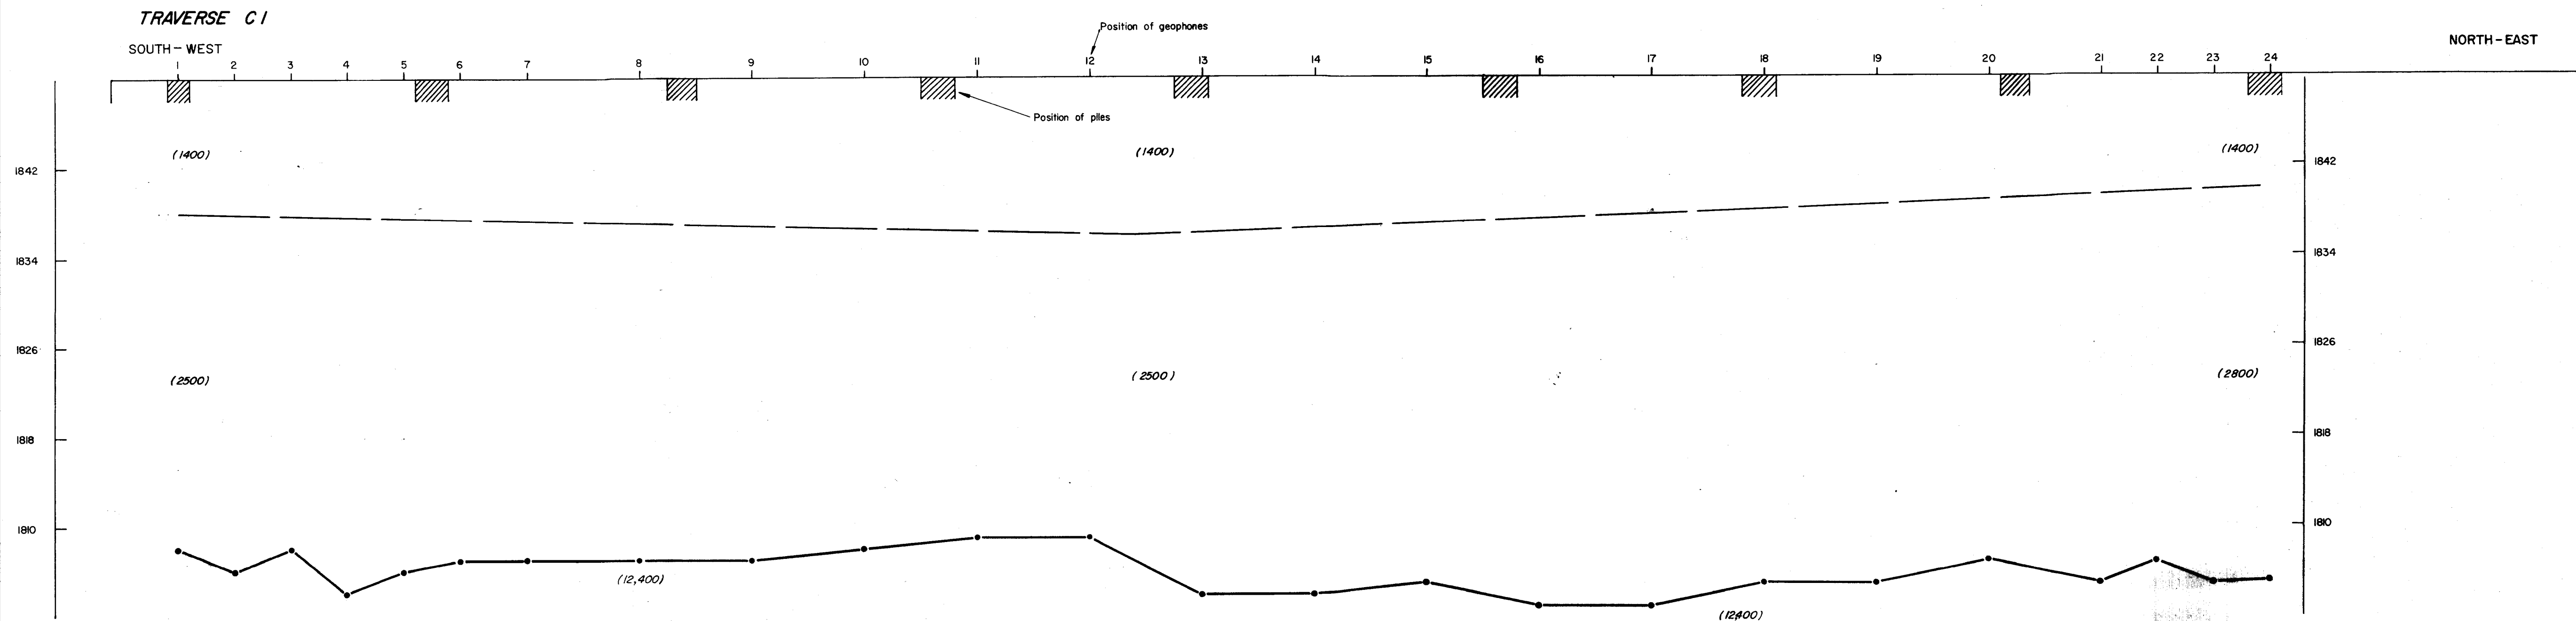 TRAVERSE C1
Position of geophones
SOUTH-WEST
NORTH-EAST
1 2 3 4 5 6 7 8 9 10 11 12 13 14 15 16 17 18 19 20 21 22 23 24
Position of piles
(1400) (1400) (1400)
1842 1842
1834 1834
1826 1826
(2500) (2500) (2800)
1818 1818
1810 1810
(12,400)
(12,400)